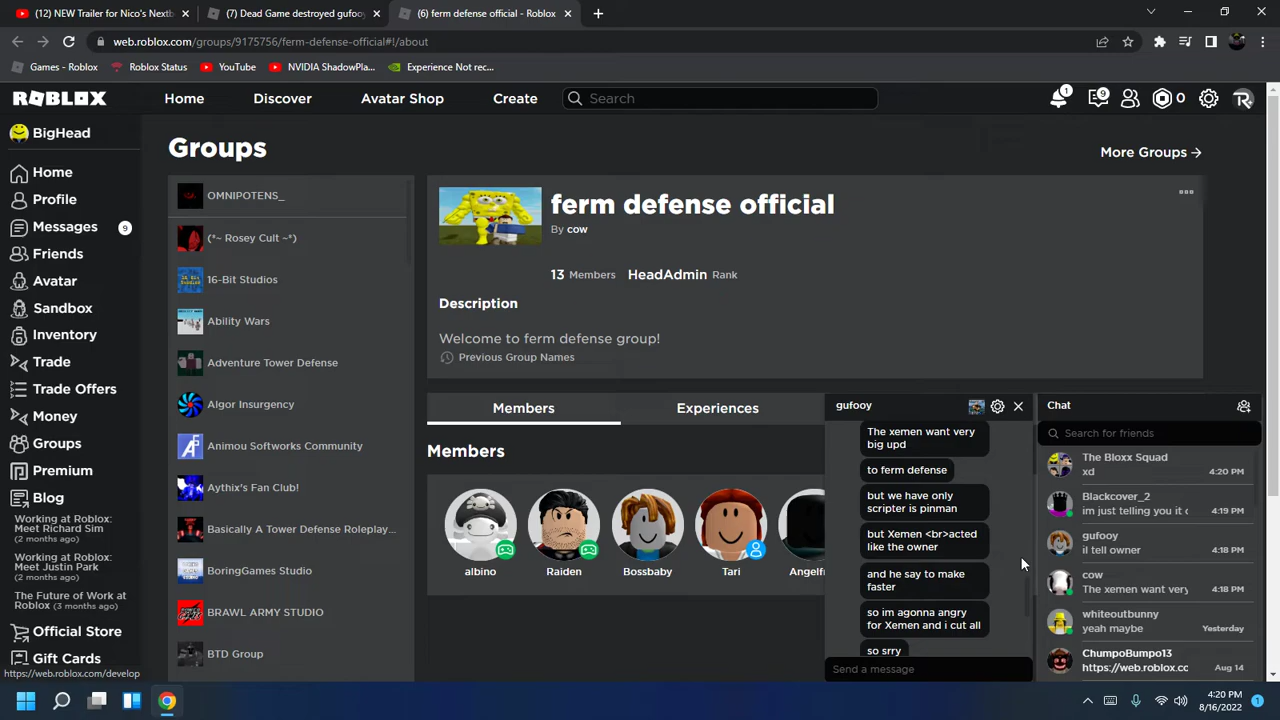 (12) NEW Trailer for Nico's Nextb
(7) Dead Game destroyed gufooy
(6) ferm defense official - Roblox
web.roblox.com/groups/9175756/ferm-defense-official#!/about
Games - Roblox
Roblox Status
YouTube
NVIDIA ShadowPla...
Experience Not rec...
ROBLOX
Home
Discover
Avatar Shop
Create
Search
1
9
0
BigHead
Home
Profile
Messages
9
Friends
Avatar
Sandbox
Inventory
Trade
Trade Offers
Money
Groups
Premium
Blog
Working at Roblox:
Meet Richard Sim
(2 months ago)
Working at Roblox:
Meet Justin Park
(2 months ago)
The Future of Work at
Roblox (3 months ago)
Official Store
Gift Cards
https://web.roblox.com/develop
Groups
More Groups
OMNIPOTENS_
(*~ Rosey Cult ~*)
16-Bit Studios
Ability Wars
Adventure Tower Defense
Algor Insurgency
Animou Softworks Community
Aythix's Fan Club!
Basically A Tower Defense Roleplay...
BoringGames Studio
BRAWL ARMY STUDIO
BTD Group
ferm defense official
By cow
13 Members HeadAdmin Rank
Description
Welcome to ferm defense group!
Previous Group Names
Members
Experiences
Members
albino
Raiden
Bossbaby
Tari
Angelf
gufooy
The xemen want very
big upd
to ferm defense
but we have only
scripter is pinman
but Xemen <br>acted
like the owner
and he say to make
faster
so im agonna angry
for Xemen and i cut all
so srry
Send a message
Chat
Search for friends
The Bloxx Squad
xd
4:20 PM
Blackcover_2
im just telling you it c
4:19 PM
gufooy
il tell owner
4:18 PM
cow
The xemen want very
4:18 PM
whiteoutbunny
yeah maybe
Yesterday
ChumpoBumpo13
https://web.roblox.cc
Aug 14
4:20 PM
8/16/2022
1